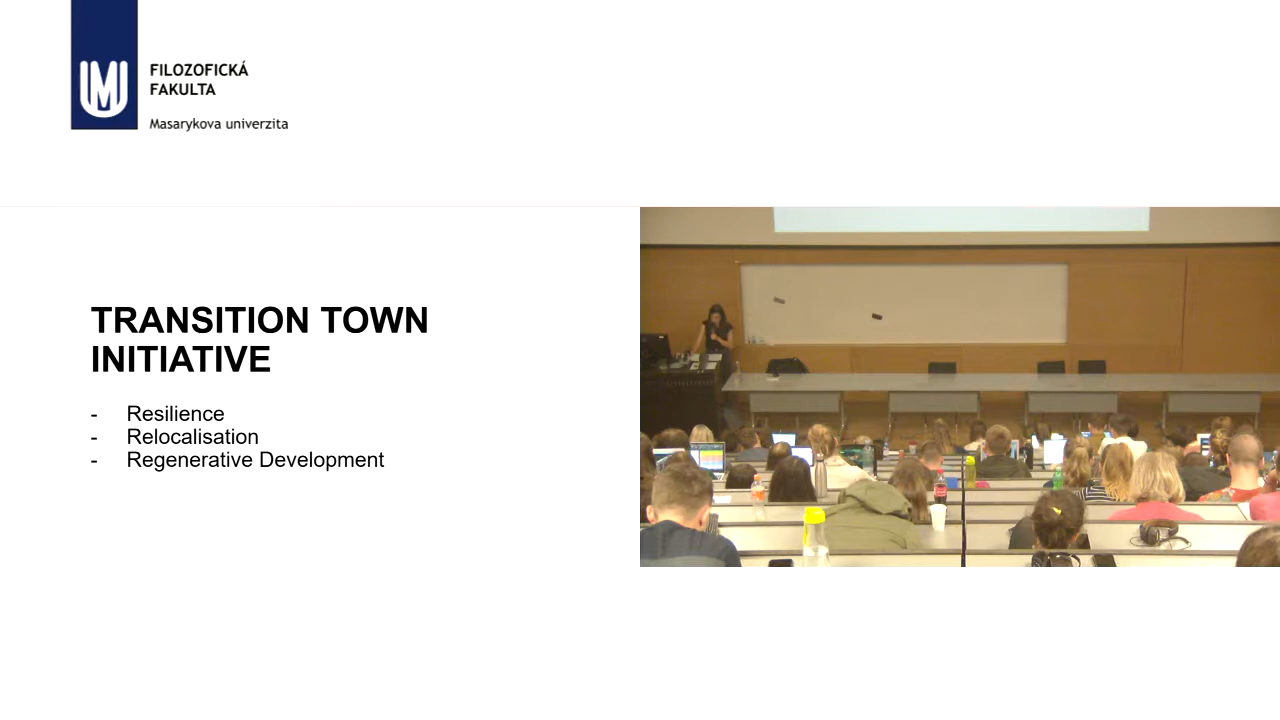 FILOZOFICKÁ
FAKULTA
Masarykova univerzita
TRANSITION TOWN
INITIATIVE
- Resilience
- Relocalisation
- Regenerative Development